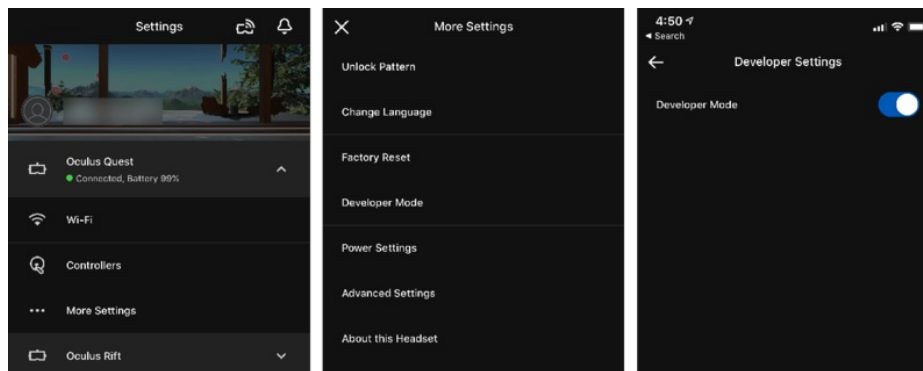 Settings
Oculus Quest
Connected, Battery 99%
Wi-Fi
Controllers
More Settings
Oculus Rift
More Settings
Unlock Pattern
Change Language
Factory Reset
Developer Mode
Power Settings
Advanced Settings
About this Headset
4:50
Search
Developer Settings
Developer Mode